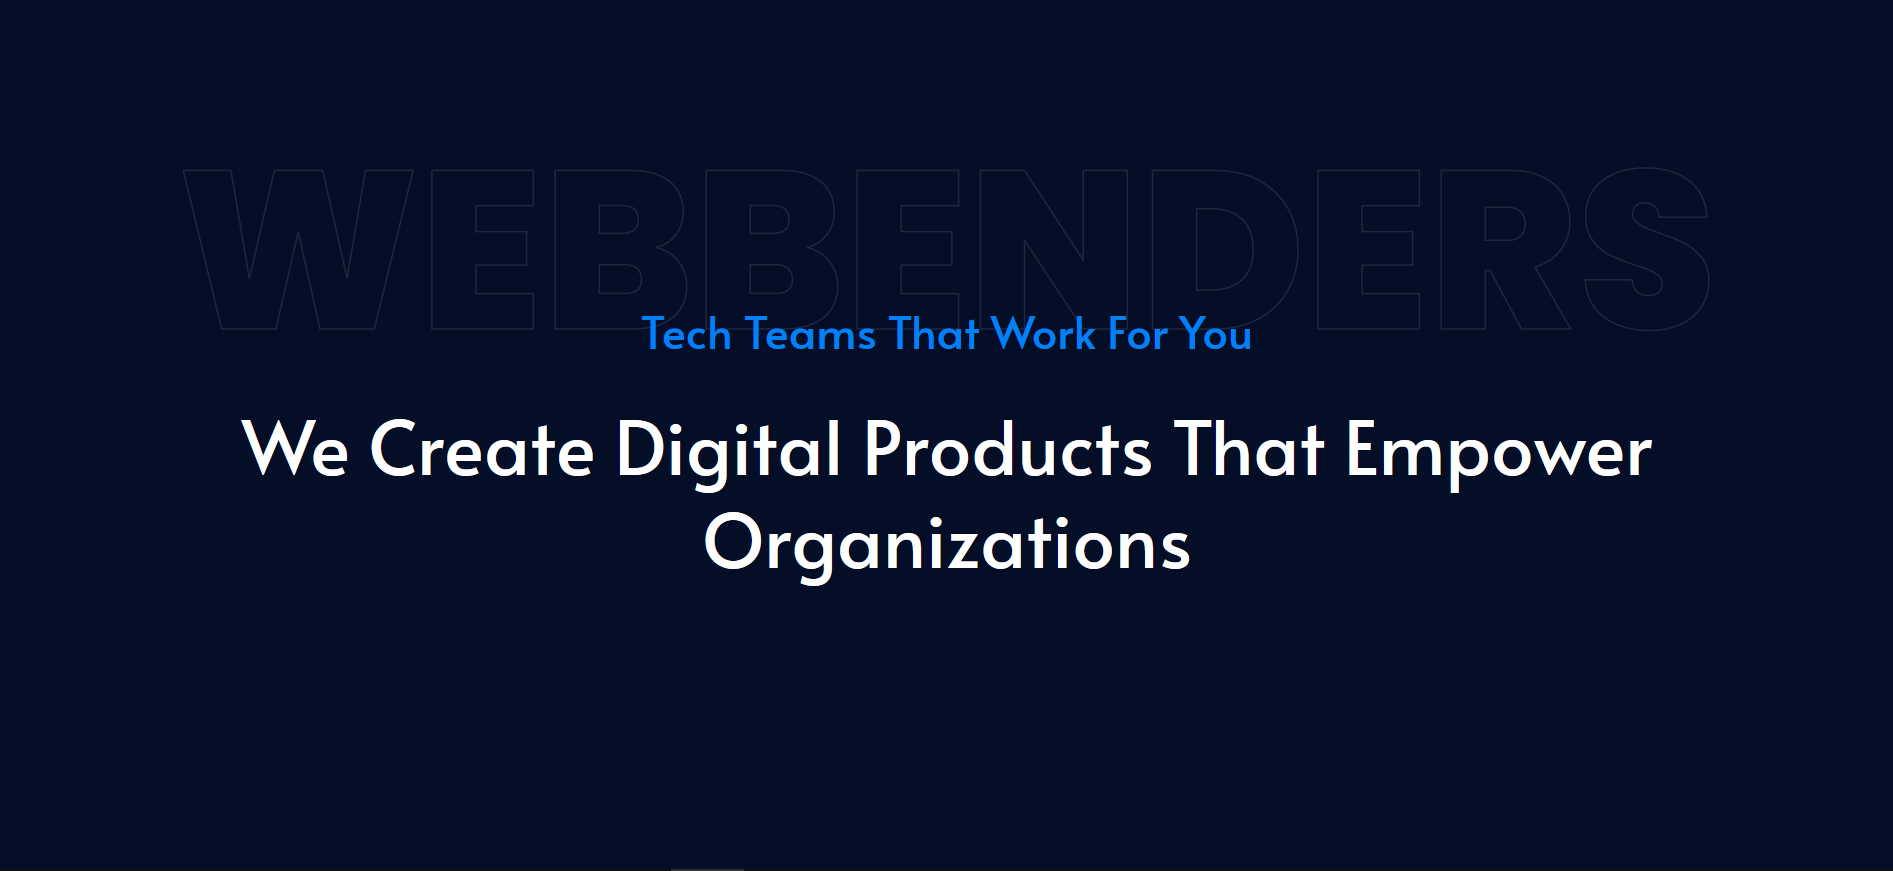 WEBBENDERS
Tech Teams That Work For You
We Create Digital Products That Empower
Organizations